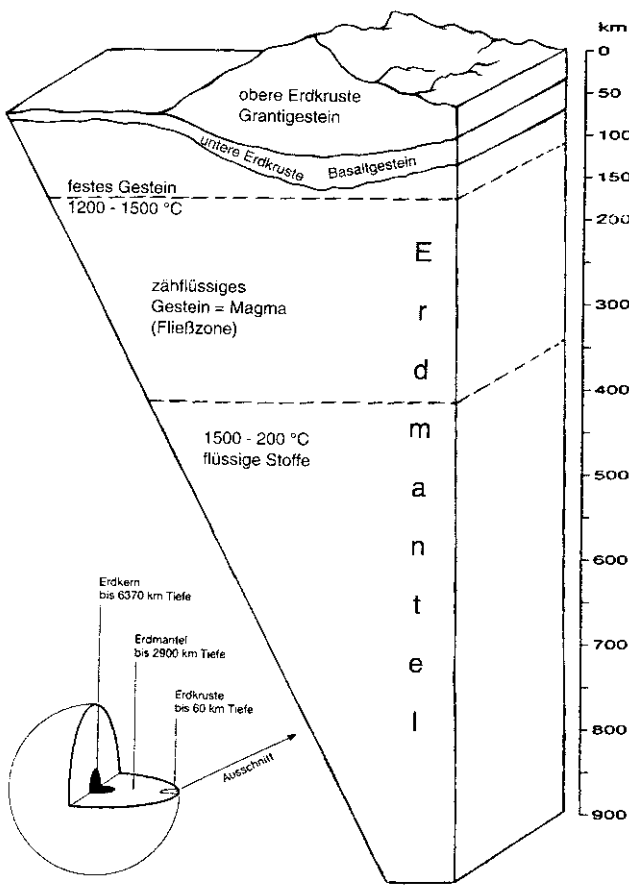 km
0
50
100
150
200
300
400
500
600
700
800
900
obere Erdkruste
Grantigestein
untere Erdkruste
Basaltgestein
festes Gestein
1200 - 1500 °C
zähflüssiges
Gestein = Magma
(Fließzone)
1500 - 200 °C
flüssige Stoffe
E
r
d
m
a
n
t
e
l
Erdkern
bis 6370 km Tiefe
Erdmantel
bis 2900 km Tiefe
Erdkruste
bis 60 km Tiefe
Ausschnitt